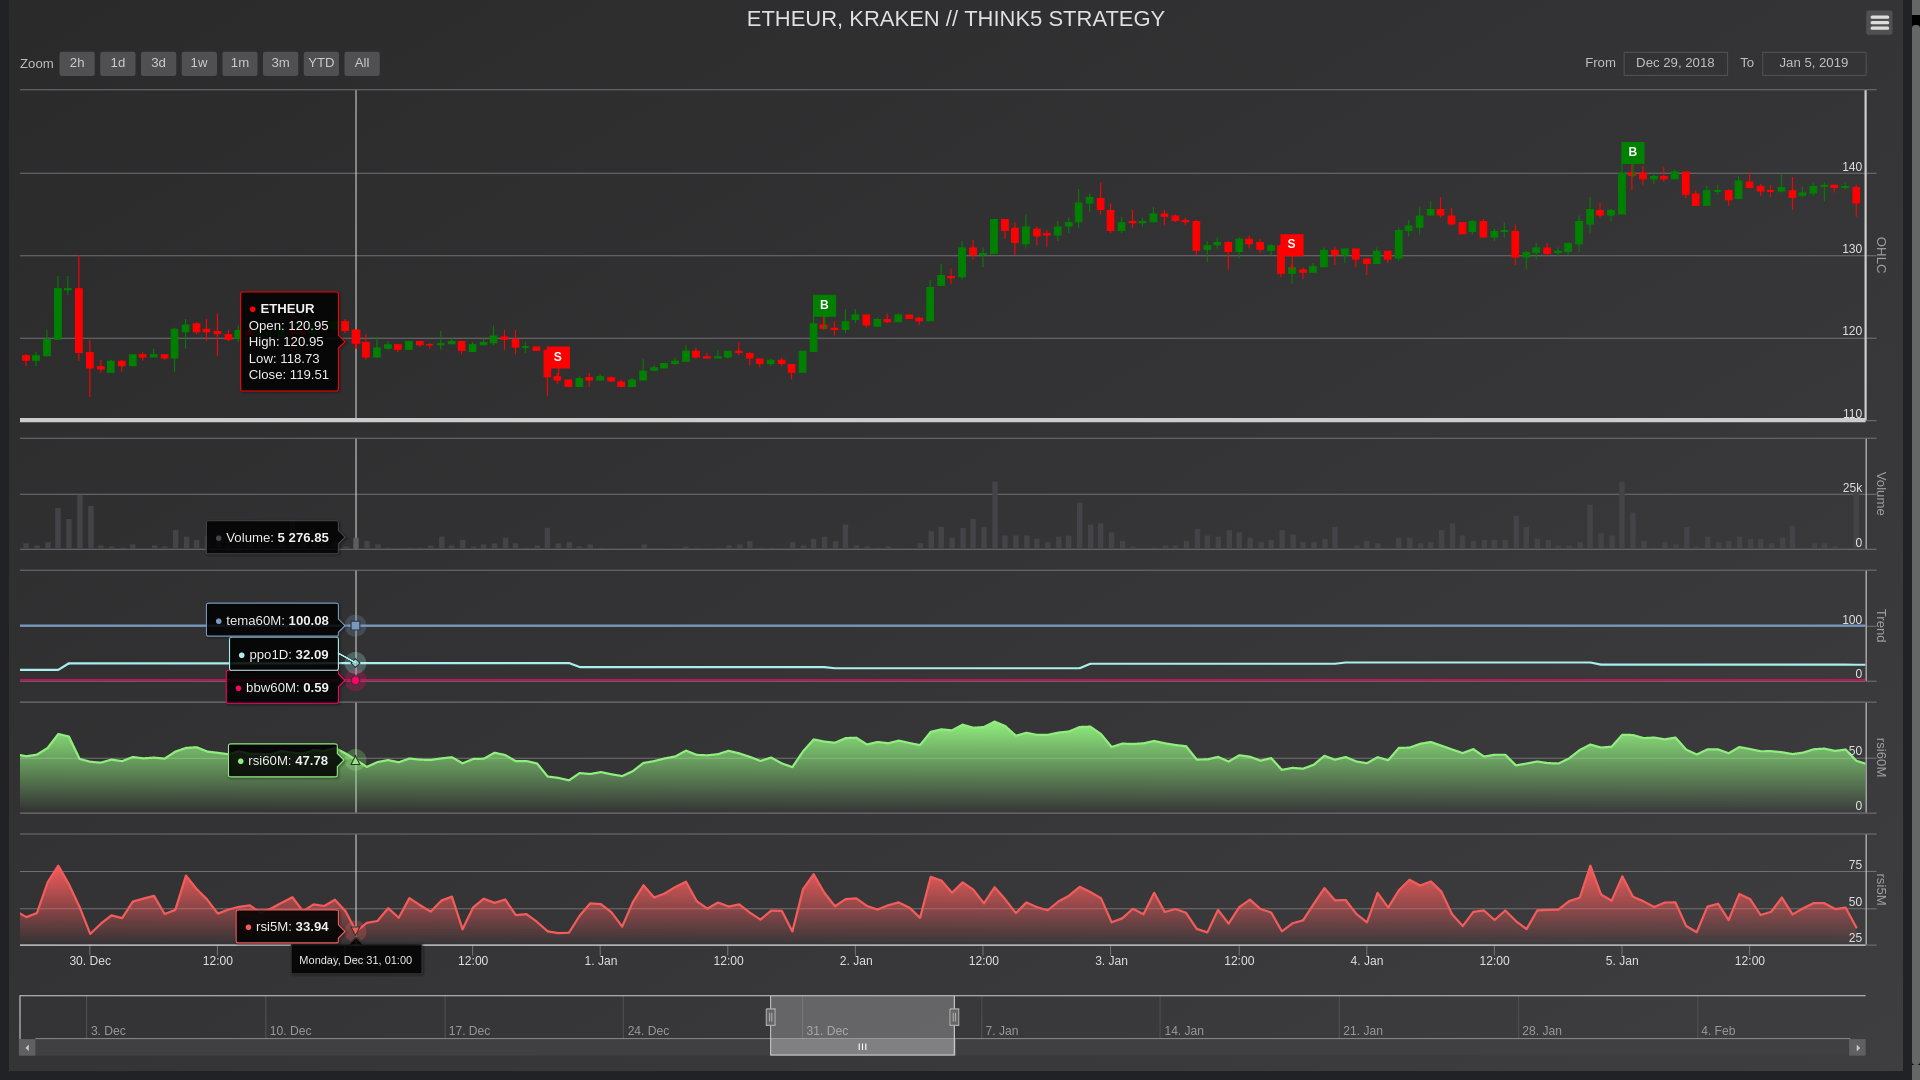 ETHEUR, KRAKEN // THINK5 STRATEGY
Zoom 2h 1d 3d 1w 1m 3m YTD All
From Dec 29, 2018 To Jan 5, 2019
B
140
S
OHLC
130
B
● ETHEUR
Open: 120.95
High: 120.95
Low: 118.73
Close: 119.51
120
S
110
Volume
25k
● Volume: 5 276.85
0
Trend
● tema60M: 100.08
100
● ppo1D: 32.09
0
● bbw60M: 0.59
rsi60M
50
● rsi60M: 47.78
0
75
rsi5M
50
● rsi5M: 33.94
25
30. Dec 12:00 Monday, Dec 31, 01:00 12:00 1. Jan 12:00 2. Jan 12:00 3. Jan 12:00 4. Jan 12:00 5. Jan 12:00
3. Dec 10. Dec 17. Dec 24. Dec 31. Dec 7. Jan 14. Jan 21. Jan 28. Jan 4. Feb